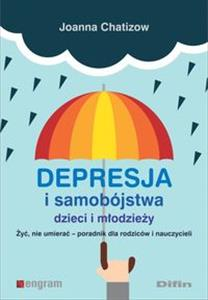 Joanna Chatizow
DEPRESJA
i samobójstwa
dzieci i młodzieży
Żyć, nie umierać – poradnik dla rodziców i nauczycieli
engram
Difin